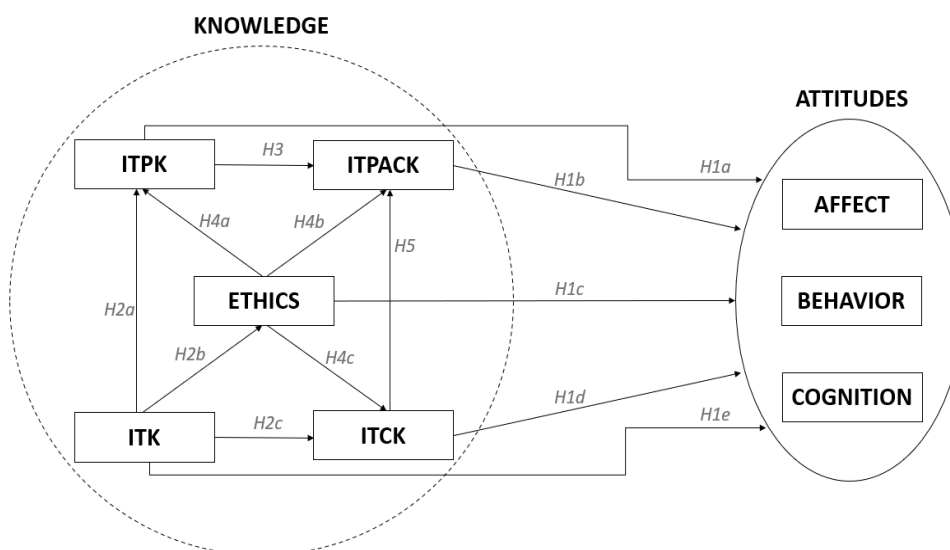 KNOWLEDGE
ATTITUDES
ITPK
H3
ITPACK
H1a
H1b
AFFECT
H4a
H4b
H5
ETHICS
H1c
BEHAVIOR
H2a
H2b
H4c
H1d
COGNITION
ITK
H2c
ITCK
H1e